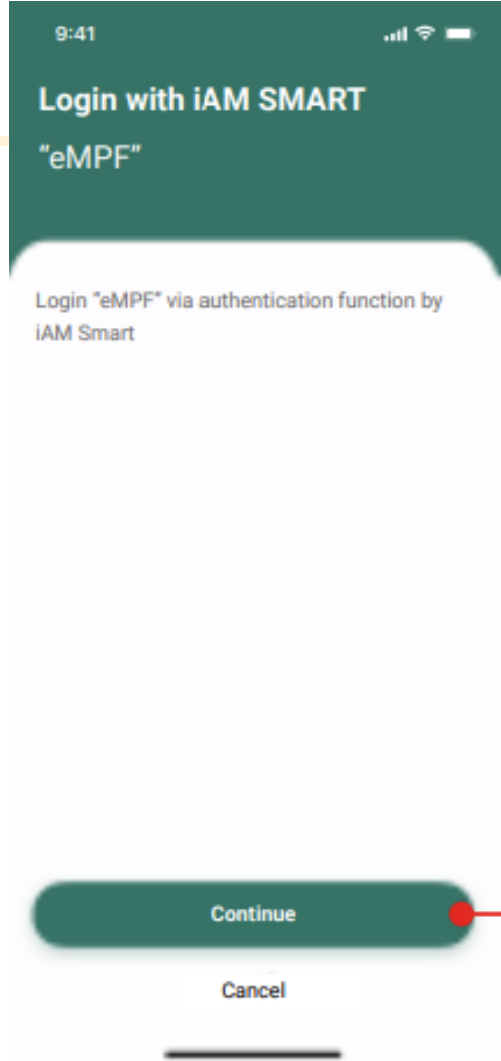 9:41
Login with iAM SMART
“eMPF”
Login “eMPF” via authentication function by
iAM Smart
Continue
Cancel